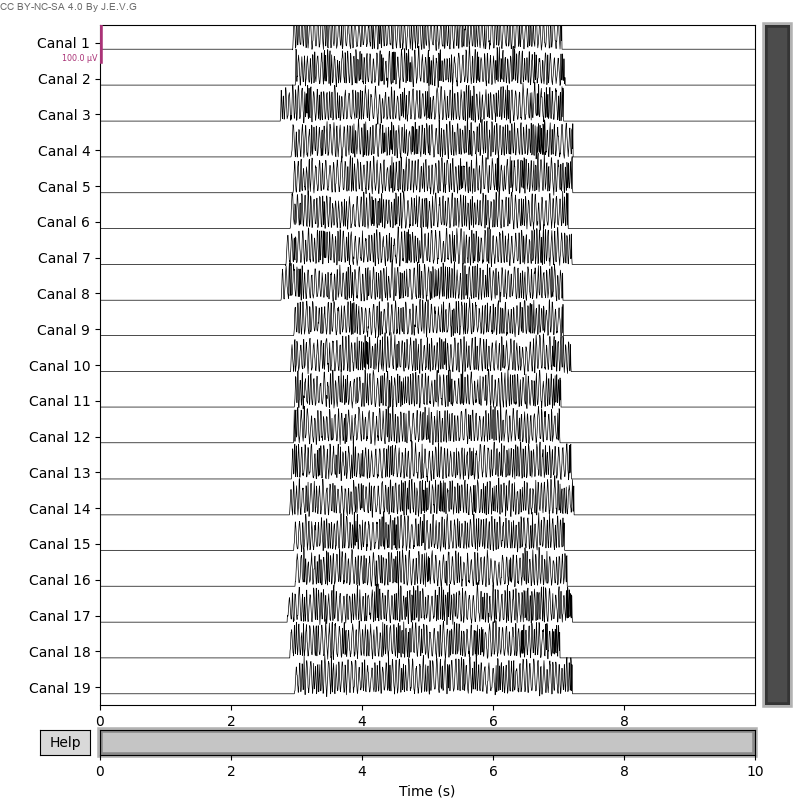 CC BY-NC-SA 4.0 By J.E.V.G
Canal 1
100.0 µV
Canal 2
Canal 3
Canal 4
Canal 5
Canal 6
Canal 7
Canal 8
Canal 9
Canal 10
Canal 11
Canal 12
Canal 13
Canal 14
Canal 15
Canal 16
Canal 17
Canal 18
Canal 19
0 2 4 6 8
Help
0 2 4 6 8 10
Time (s)